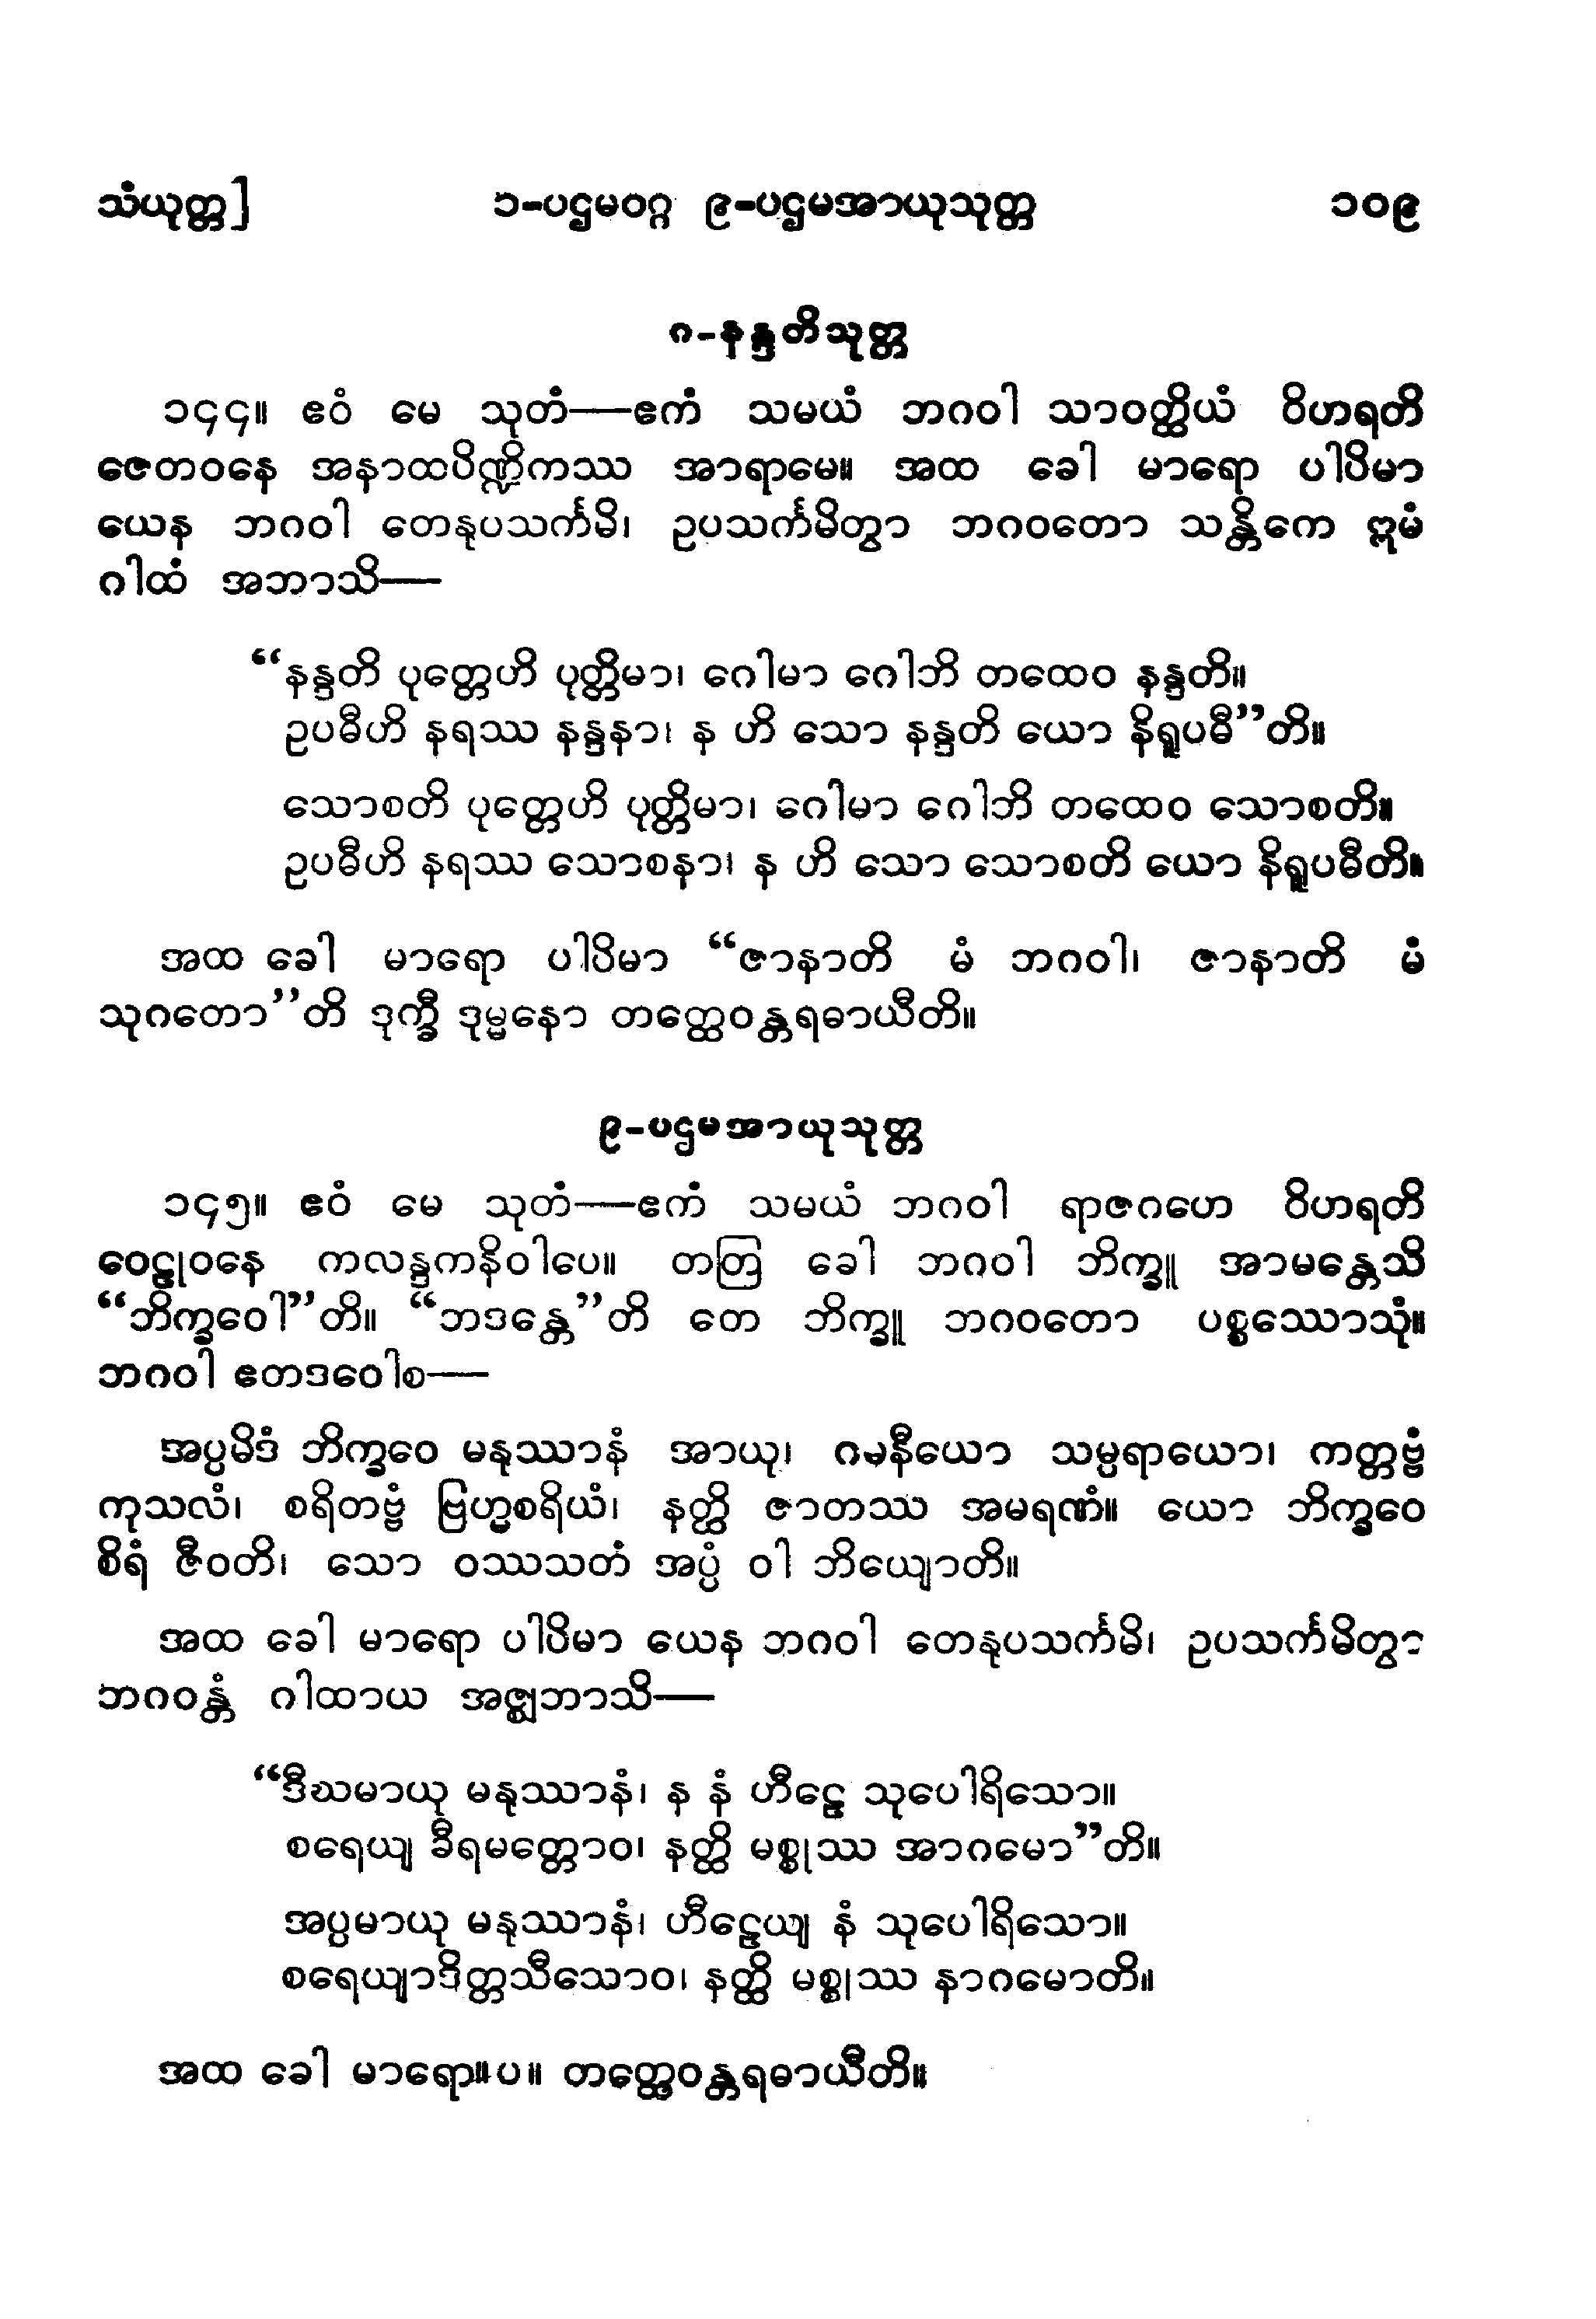 သံယုတ္တ]	၁-ပဌမဝဂ္ဂ ၉-ပဌမအာယုသုတ္တ	၁၀၉
ဂ-နန္ဒတိသုတ္တ
၁၄၄။ ဧဝံ မေ သုတံ—ဧကံ သမယံ ဘဂဝါ သာဝတ္ထိယံ ဝိဟရတိ
ဇေတဝနေ အနာထပိဏ္ဍိကဿ အာရာမေ။ အထ ခေါ မာရော ပါပိမာ
ယေန ဘဂဝါ တေနုပသင်္ကမိ၊ ဥပသင်္ကမိတွာ ဘဂဝတော သန္တိကေ ဣမံ
ဂါထံ အဘာသိ—
“နန္ဒတိ ပုတ္တေဟိ ပုတ္တိမာ၊ ဂေါမာ ဂေါဘိ တထေဝ နန္ဒတိ။
ဥပဓီဟိ နရဿ နန္ဒနာ၊ န ဟိ သော နန္ဒတိ ယော နိရူပဓီ”တိ။
သောစတိ ပုတ္တေဟိ ပုတ္တိမာ၊ ဂေါမာ ဂေါဘိ တထေဝ သောစတိ။
ဥပဓီဟိ နရဿ သောစနာ၊ န ဟိ သော သောစတိ ယော နိရူပဓီတိ။
အထ ခေါ မာရော ပါပိမာ “ဇာနာတိ မံ ဘဂဝါ၊ ဇာနာတိ မံ
သုဂတော”တိ ဒုက္ခီ ဒုမ္မနော တတ္ထေဝန္တရဓာယီတိ။
၉-ပဌမအာယုသုတ္တ
၁၄၅။ ဧဝံ မေ သုတံ—ဧကံ သမယံ ဘဂဝါ ရာဇဂဟေ ဝိဟရတိ
ဝေဠုဝနေ ကလန္ဒကနိဝါပေ။ တတြ ခေါ ဘဂဝါ ဘိက္ခူ အာမန္တေသိ
“ဘိက္ခဝေါ”တိ။ “ဘဒန္တေ”တိ တေ ဘိက္ခူ ဘဂဝတော ပစ္စဿောသုံ။
ဘဂဝါ ဧတဒဝေါစ—
အပ္ပမိဒံ ဘိက္ခဝေ မနုဿာနံ အာယု၊ ဂမနီယော သမ္ပရာယော၊ ကတ္တဗ္ဗံ
ကုသလံ၊ စရိတဗ္ဗံ ဗြဟ္မစရိယံ၊ နတ္ထိ ဇာတဿ အမရဏံ။ ယော ဘိက္ခဝေ
စိရံ ဇီဝတိ၊ သော ဝဿသတံ အပ္ပံ ဝါ ဘိယျောတိ။
အထ ခေါ မာရော ပါပိမာ ယေန ဘဂဝါ တေနုပသင်္ကမိ၊ ဥပသင်္ကမိတွာ
ဘဂဝန္တံ ဂါထာယ အဇ္ဈဘာသိ—
“ဒီဃမာယု မနုဿာနံ၊ န နံ ဟီဠေ သုပေါရိသော။
စရေယျ ခီရမတ္တောဝ၊ နတ္ထိ မစ္စုဿ အာဂမော”တိ။
အပ္ပမာယု မနုဿာနံ၊ ဟီဠေယျ နံ သုပေါရိသော။
စရေယျာဒိတ္တသီသောဝ၊ နတ္ထိ မစ္စုဿ နာဂမောတိ။
အထ ခေါ မာရော။ပ။ တတ္ထေဝန္တရဓာယီတိ။